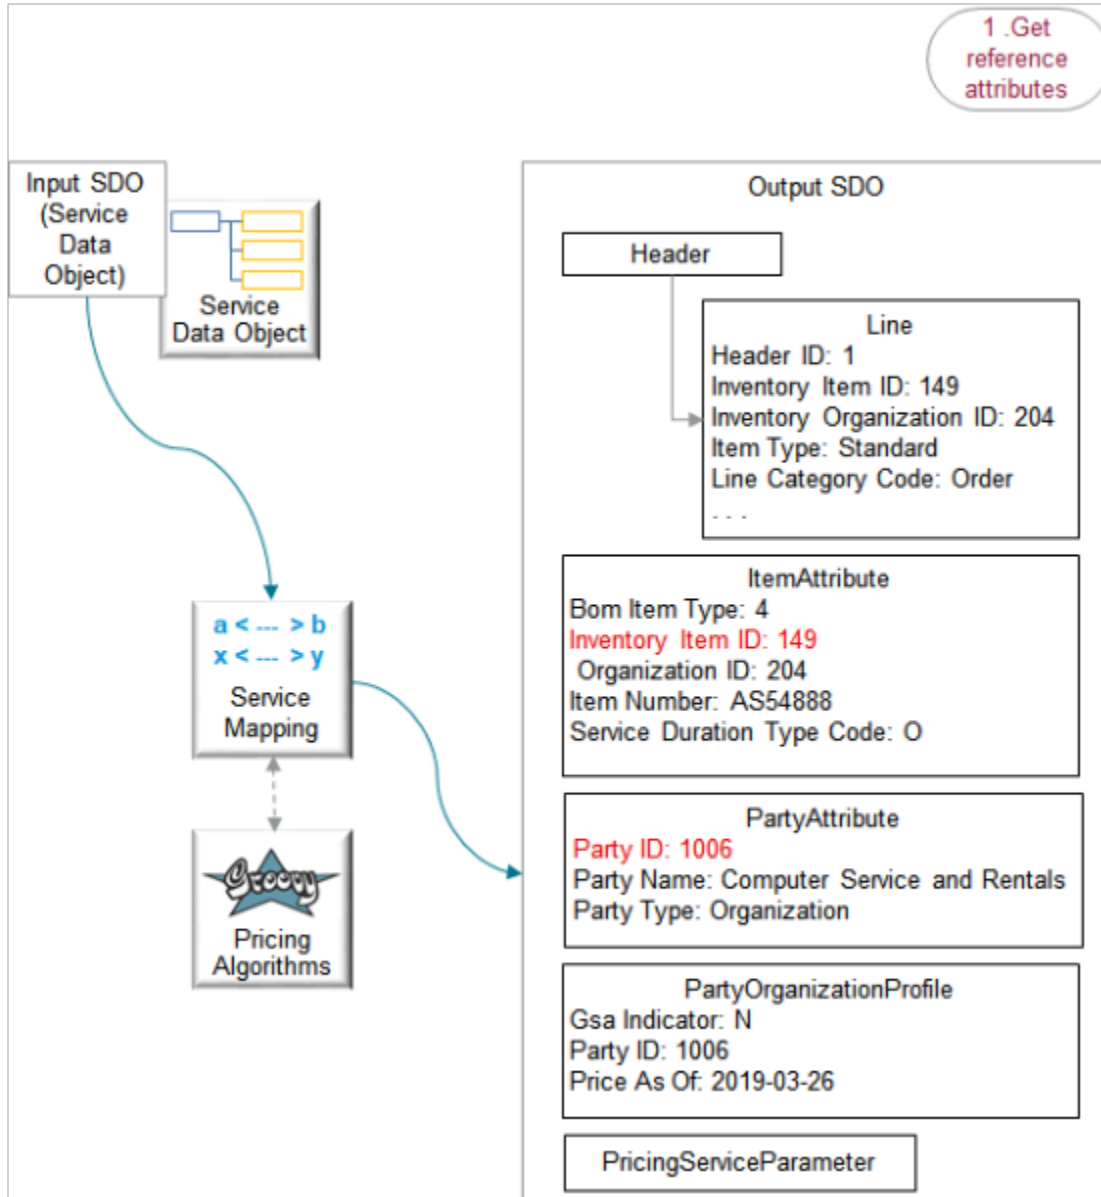 1 .Get
reference
attributes
Input SDO
(Service
Data
Object)
Service
Data Object
Output SDO
Header
Line
Header ID: 1
Inventory Item ID: 149
Inventory Organization ID: 204
Item Type: Standard
Line Category Code: Order
. . .
ItemAttribute
Bom Item Type: 4
Inventory Item ID: 149
Organization ID: 204
Item Number: AS54888
Service Duration Type Code: O
a < --- > b
x < --- > y
Service
Mapping
Groovy
Pricing
Algorithms
PartyAttribute
Party ID: 1006
Party Name: Computer Service and Rentals
Party Type: Organization
PartyOrganizationProfile
Gsa Indicator: N
Party ID: 1006
Price As Of: 2019-03-26
PricingServiceParameter